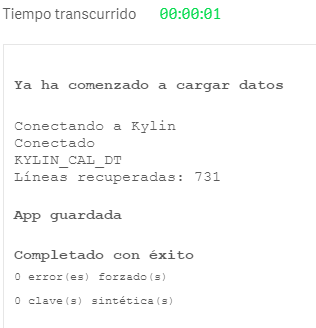 Tiempo transcurrido 00:00:01
Ya ha comenzado a cargar datos
Conectando a Kylin
Conectado
KYLIN_CAL_DT
Líneas recuperadas: 731
App guardada
Completado con éxito
0 error(es) forzado(s)
0 clave(s) sintética(s)